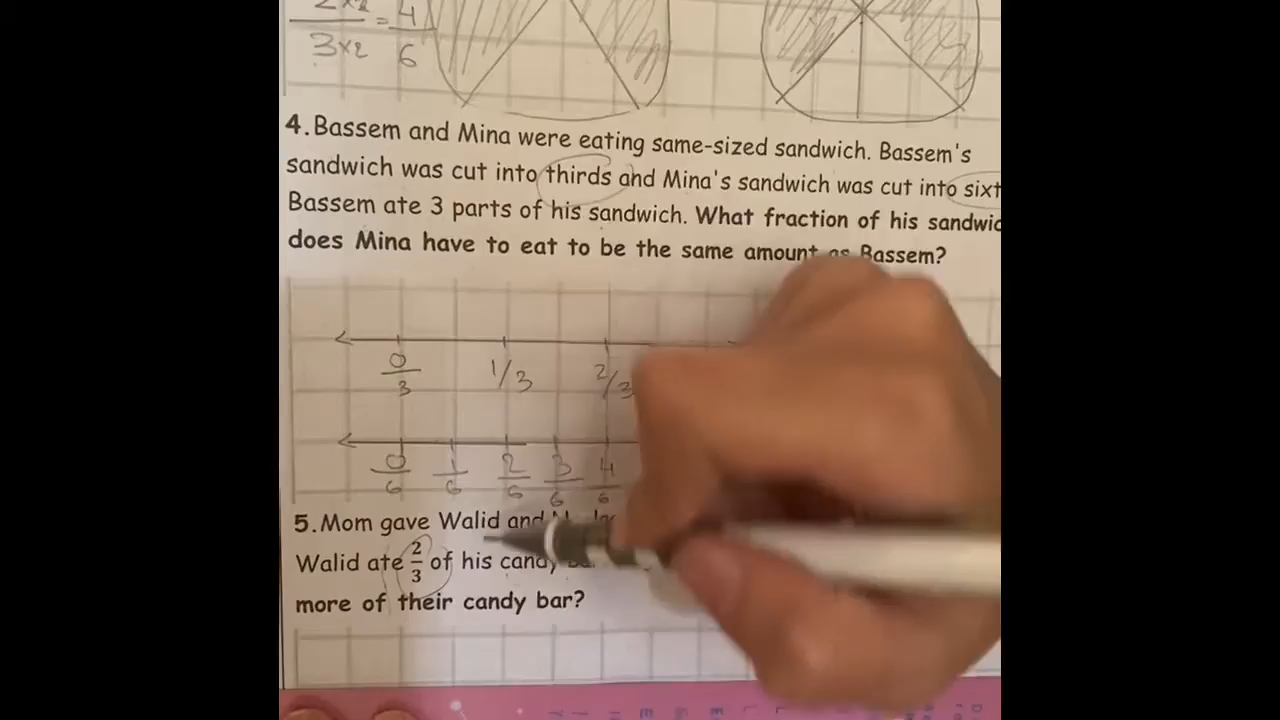 2×2/3×2 = 4/6
4. Bassem and Mina were eating same-sized sandwich. Bassem's
sandwich was cut into thirds and Mina's sandwich was cut into
Bassem ate 3 parts of his sandwich. What fraction of his
does Mina have to eat to be the same amount as Bassem?
0/3 1/3 2/3
0/6 1/6 2/6 3/6 4/6
5. Mom gave Walid and
Walid ate 2/3 of his candy
more of their candy bar?